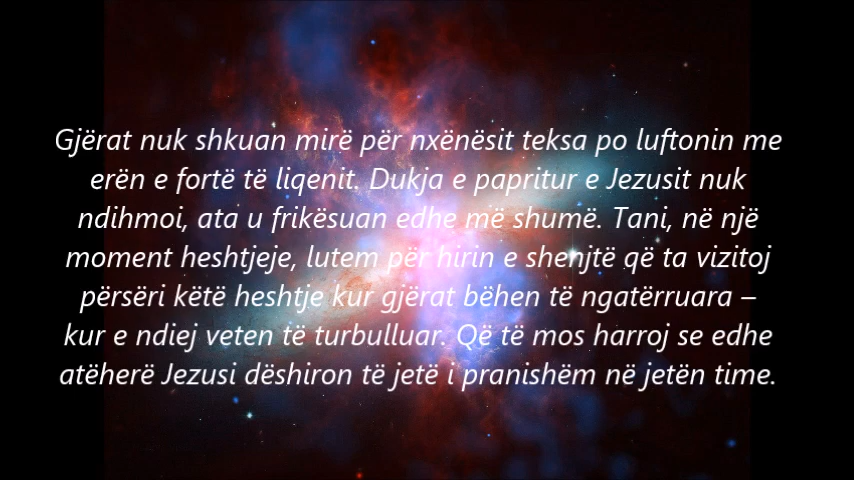 Gjërat nuk shkuan mirë për nxënësit teksa po luftonin me
erën e fortë të liqenit. Dukja e papritur e Jezusit nuk
ndihmoi, ata u frikësuan edhe më shumë. Tani, në një
moment heshtjeje, lutem për hirin e shenjtë që ta vizitoj
përsëri këtë heshtje kur gjërat bëhen të ngatërruara –
kur e ndiej veten të turbulluar. Që të mos harroj se edhe
atëherë Jezusi dëshiron të jetë i pranishëm në jetën time.